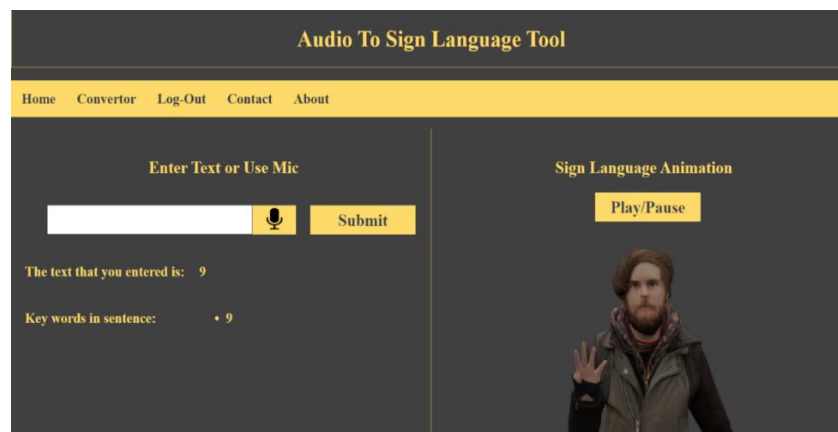 Audio To Sign Language Tool
Home Convertor Log-Out Contact About
Enter Text or Use Mic
Submit
The text that you entered is: 9
Key words in sentence: • 9
Sign Language Animation
Play/Pause